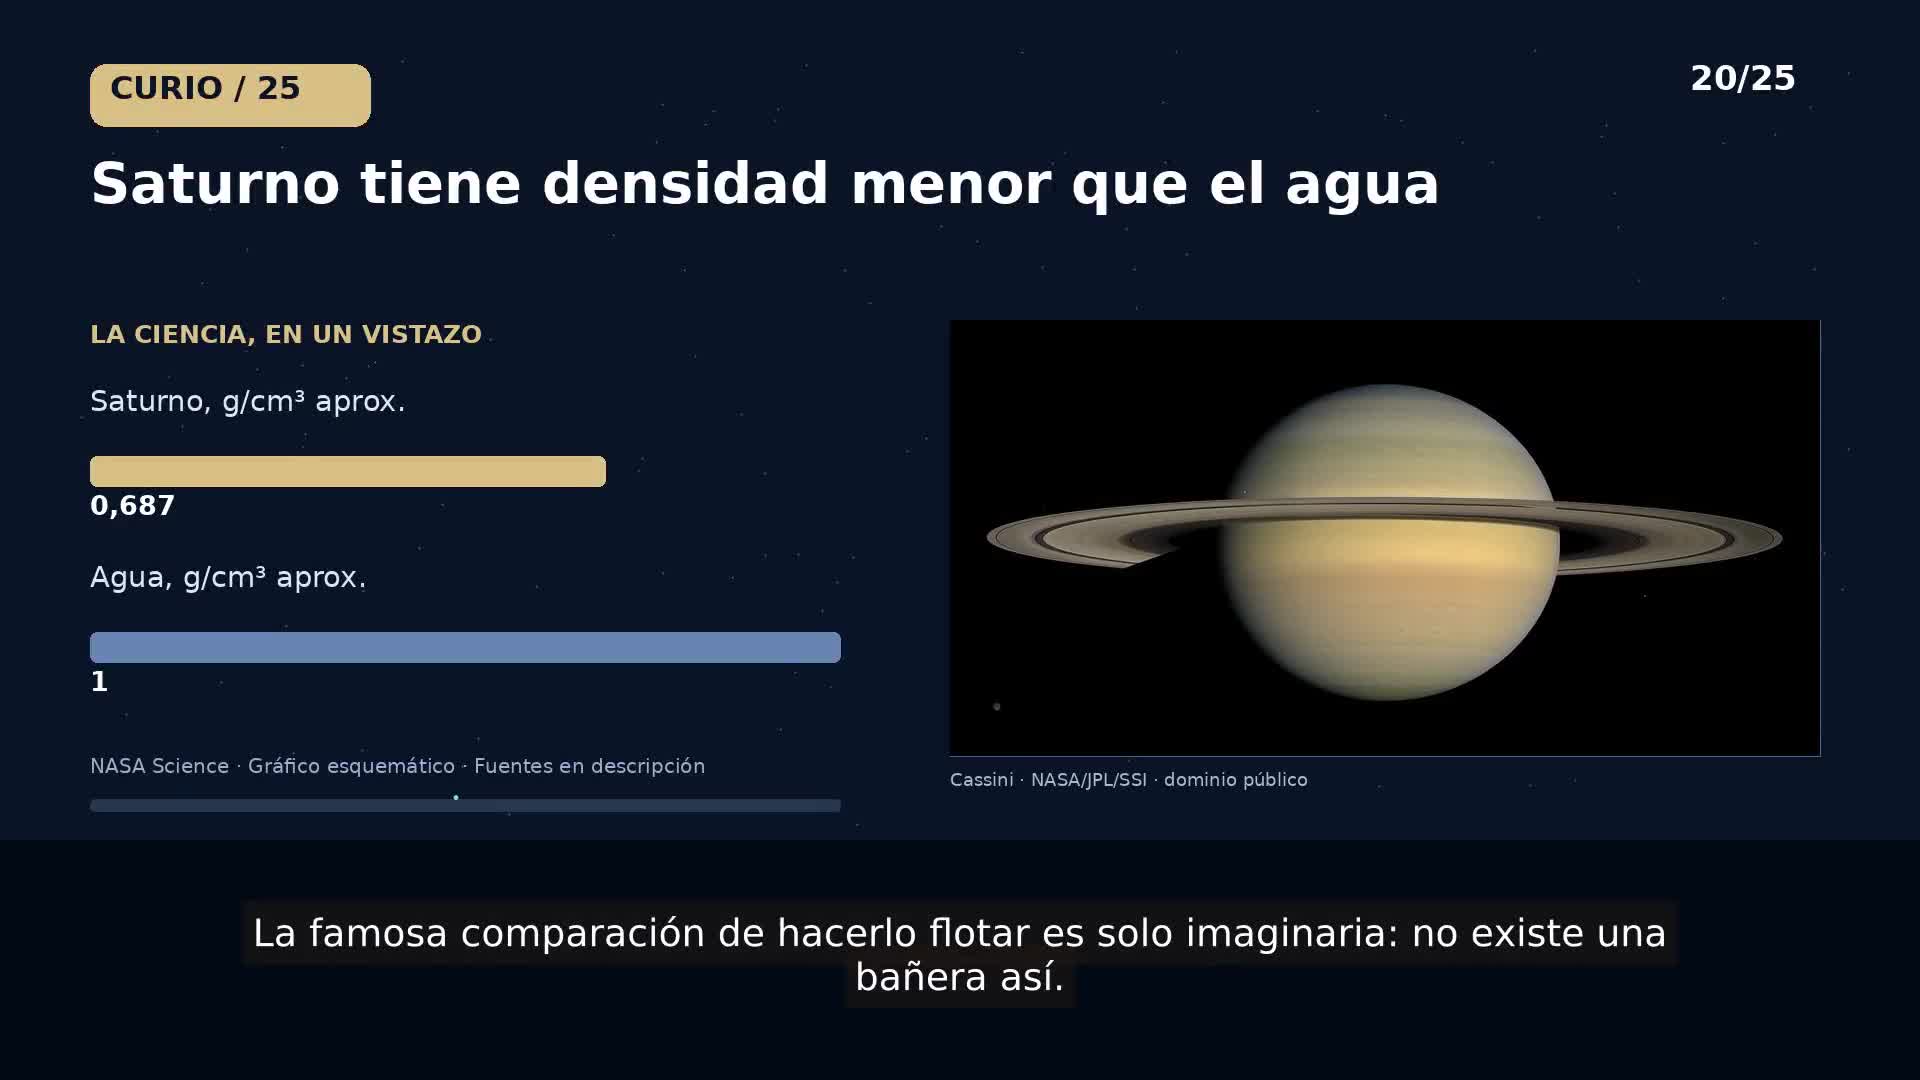 CURIO / 25
20/25
Saturno tiene densidad menor que el agua
LA CIENCIA, EN UN VISTAZO
Saturno, g/cm³ aprox.
0,687
Agua, g/cm³ aprox.
1
NASA Science · Gráfico esquemático · Fuentes en descripción
Cassini · NASA/JPL/SSI · dominio público
La famosa comparación de hacerlo flotar es solo imaginaria: no existe una
bañera así.